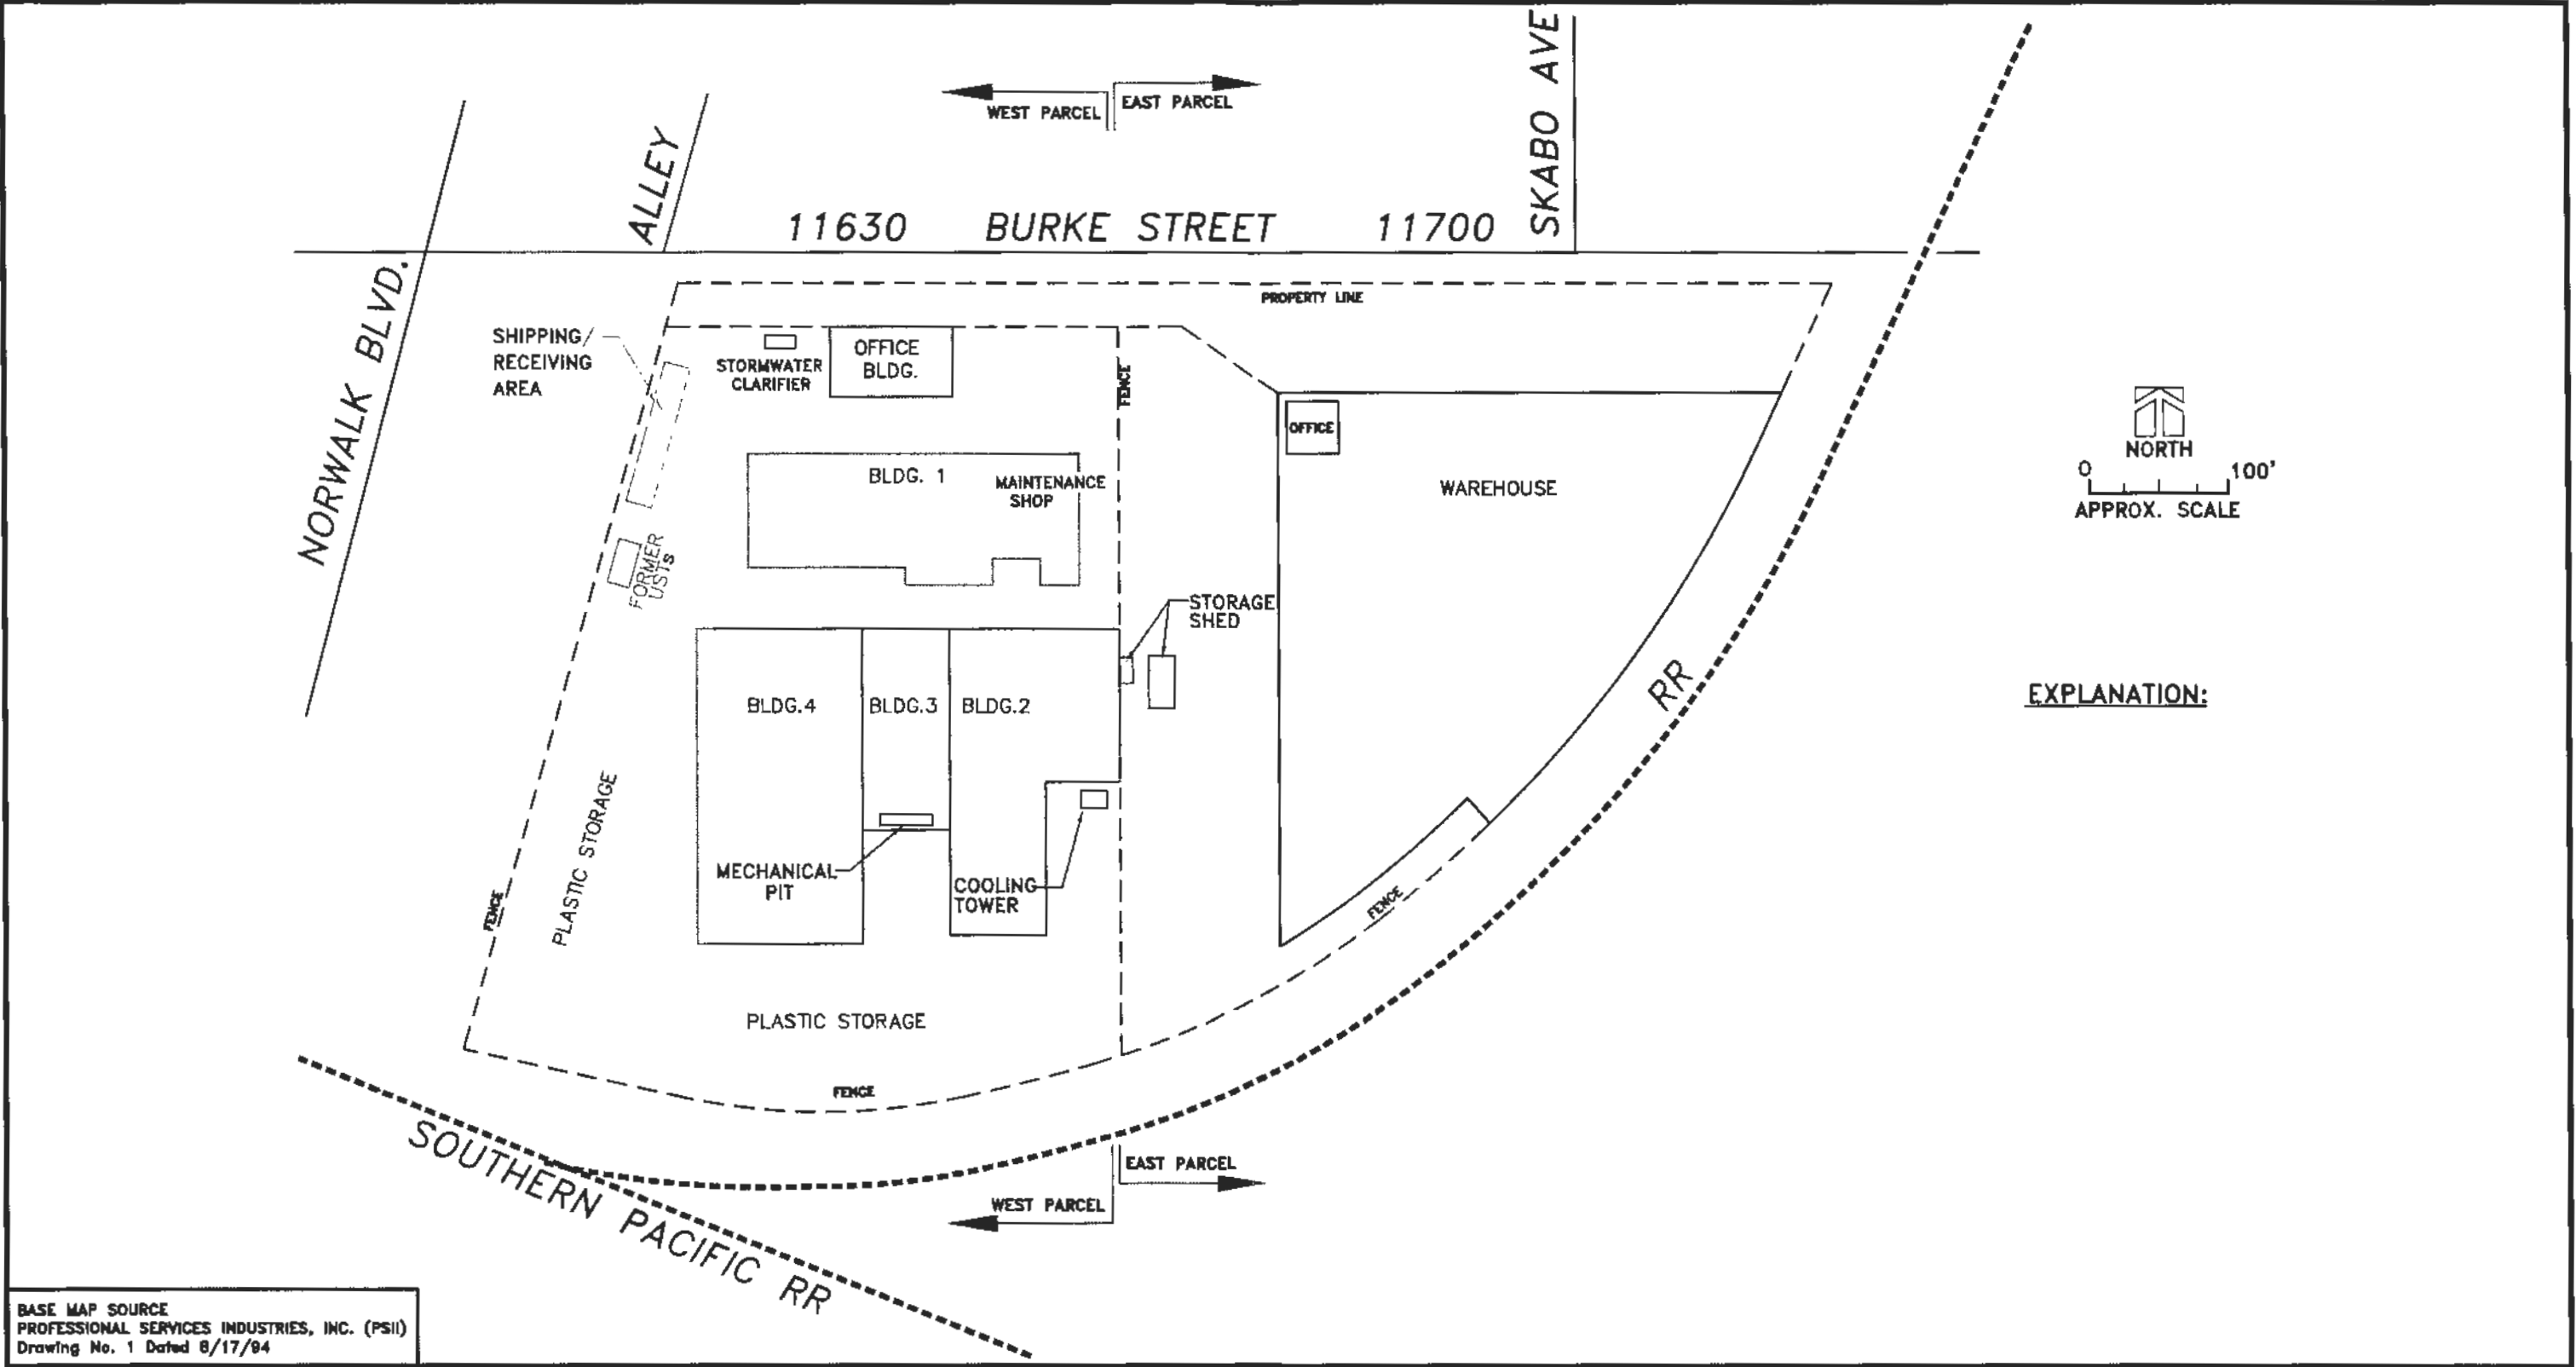 SKABO AVE
WEST PARCEL
EAST PARCEL
ALLEY
11630 BURKE STREET 11700
NORWALK BLVD.
PROPERTY LINE
SHIPPING/
RECEIVING
AREA
STORMWATER
CLARIFIER
OFFICE
BLDG.
FENCE
OFFICE
WAREHOUSE
BLDG. 1
MAINTENANCE
SHOP
NORTH
0 100'
APPROX. SCALE
FORMER
USTs
STORAGE
SHED
BLDG.4
BLDG.3
BLDG.2
RR
EXPLANATION:
PLASTIC STORAGE
MECHANICAL
PIT
COOLING
TOWER
FENCE
FENCE
PLASTIC STORAGE
FENCE
SOUTHERN PACIFIC RR
EAST PARCEL
WEST PARCEL
BASE MAP SOURCE
PROFESSIONAL SERVICES INDUSTRIES, INC. (PSII)
Drawing No. 1 Dated 8/17/94